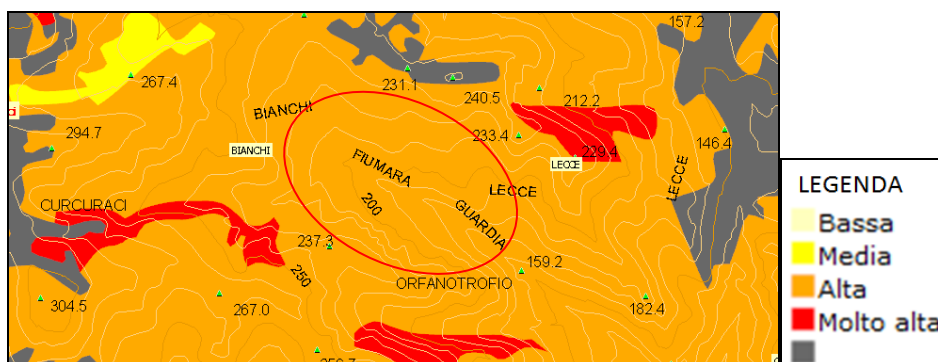 157.2
267.4
231.1
240.5
212.2
BIANCHI
233.4
146.4
294.7
BIANCHI
229.4
LECCE
FIUMARA
LECCE
LECCE
200
CURCURACI
GUARDIA
237.3
250
159.2
ORFANOTROFIO
304.5
267.0
182.4
LEGENDA
Bassa
Media
Alta
Molto alta